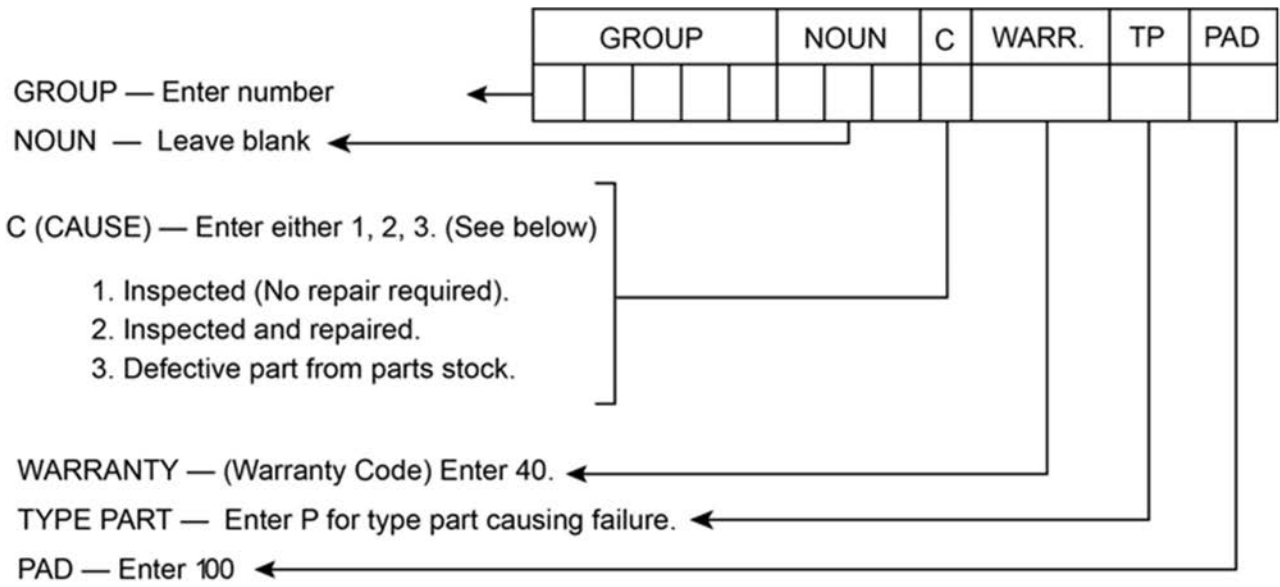 GROUP NOUN C WARR. TP PAD
GROUP — Enter number
NOUN — Leave blank
C (CAUSE) — Enter either 1, 2, 3. (See below)
1. Inspected (No repair required).
2. Inspected and repaired.
3. Defective part from parts stock.
WARRANTY — (Warranty Code) Enter 40.
TYPE PART — Enter P for type part causing failure.
PAD — Enter 100